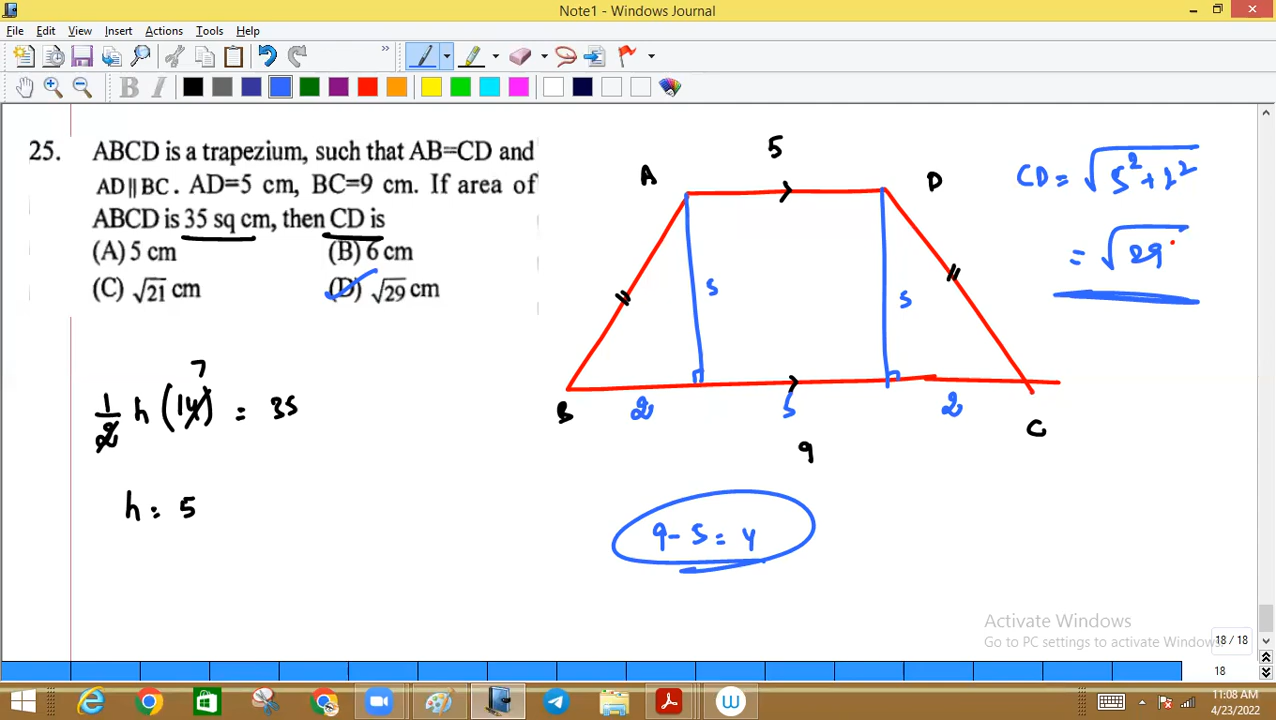 Note1 - Windows Journal
File Edit View Insert Actions Tools Help
25. ABCD is a trapezium, such that AB=CD and
AD||BC. AD=5 cm, BC=9 cm. If area of
ABCD is 35 sq cm, then CD is
(A) 5 cm (B) 6 cm
(C) √21 cm (D) √29 cm
7
1/2 h (14) = 35
h = 5
5
A D
5 5
B 2 5 2 C
9
9 - 5 = 4
CD = √5²+2²
= √29
Activate Windows
Go to PC settings to activate Windows.
18 / 18
18
11:08 AM
4/23/2022